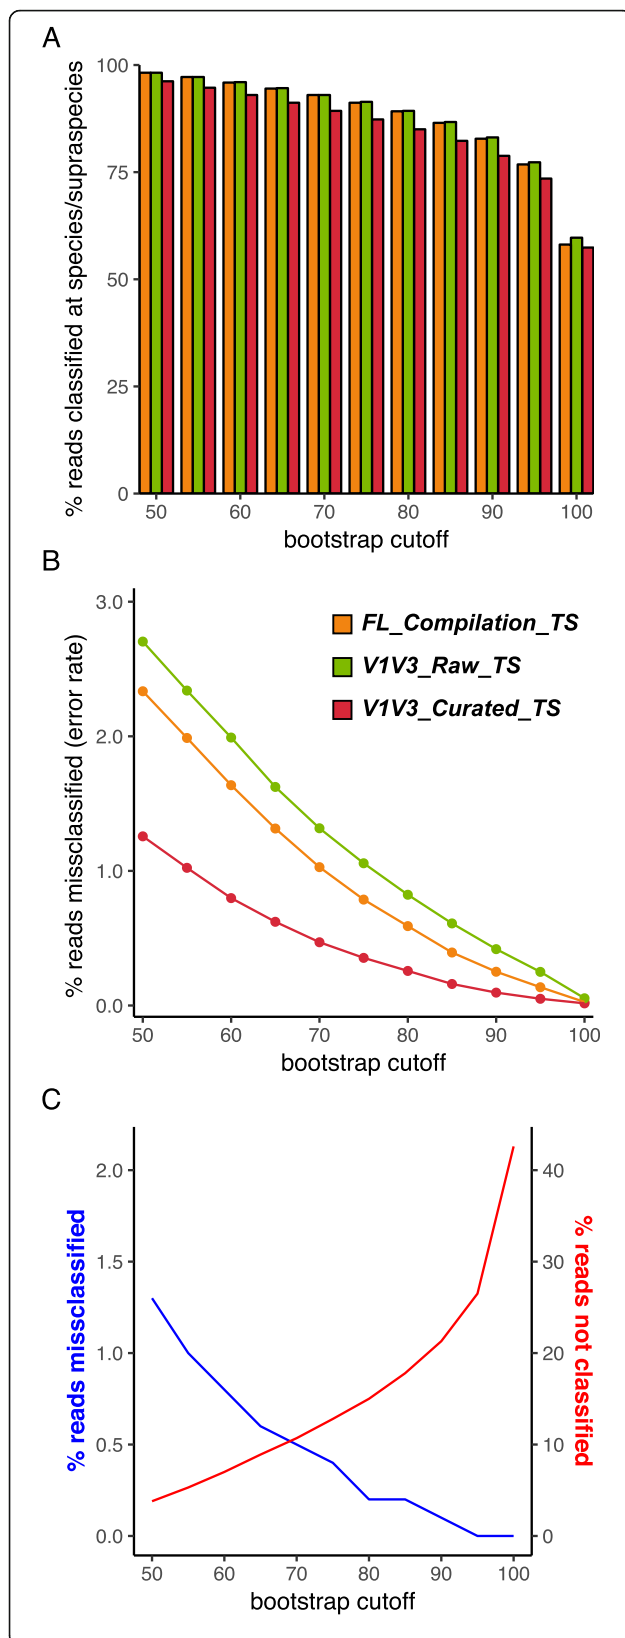 A
% reads classified at species/supraspecies
100
75
50
25
0
50 60 70 80 90 100
bootstrap cutoff
B
% reads missclassified (error rate)
3.0
2.0
1.0
0.0
FL_Compilation_TS
V1V3_Raw_TS
V1V3_Curated_TS
50 60 70 80 90 100
bootstrap cutoff
C
% reads missclassified
2.0
1.5
1.0
0.5
0.0
40
30
20
10
0
% reads not classified
50 60 70 80 90 100
bootstrap cutoff